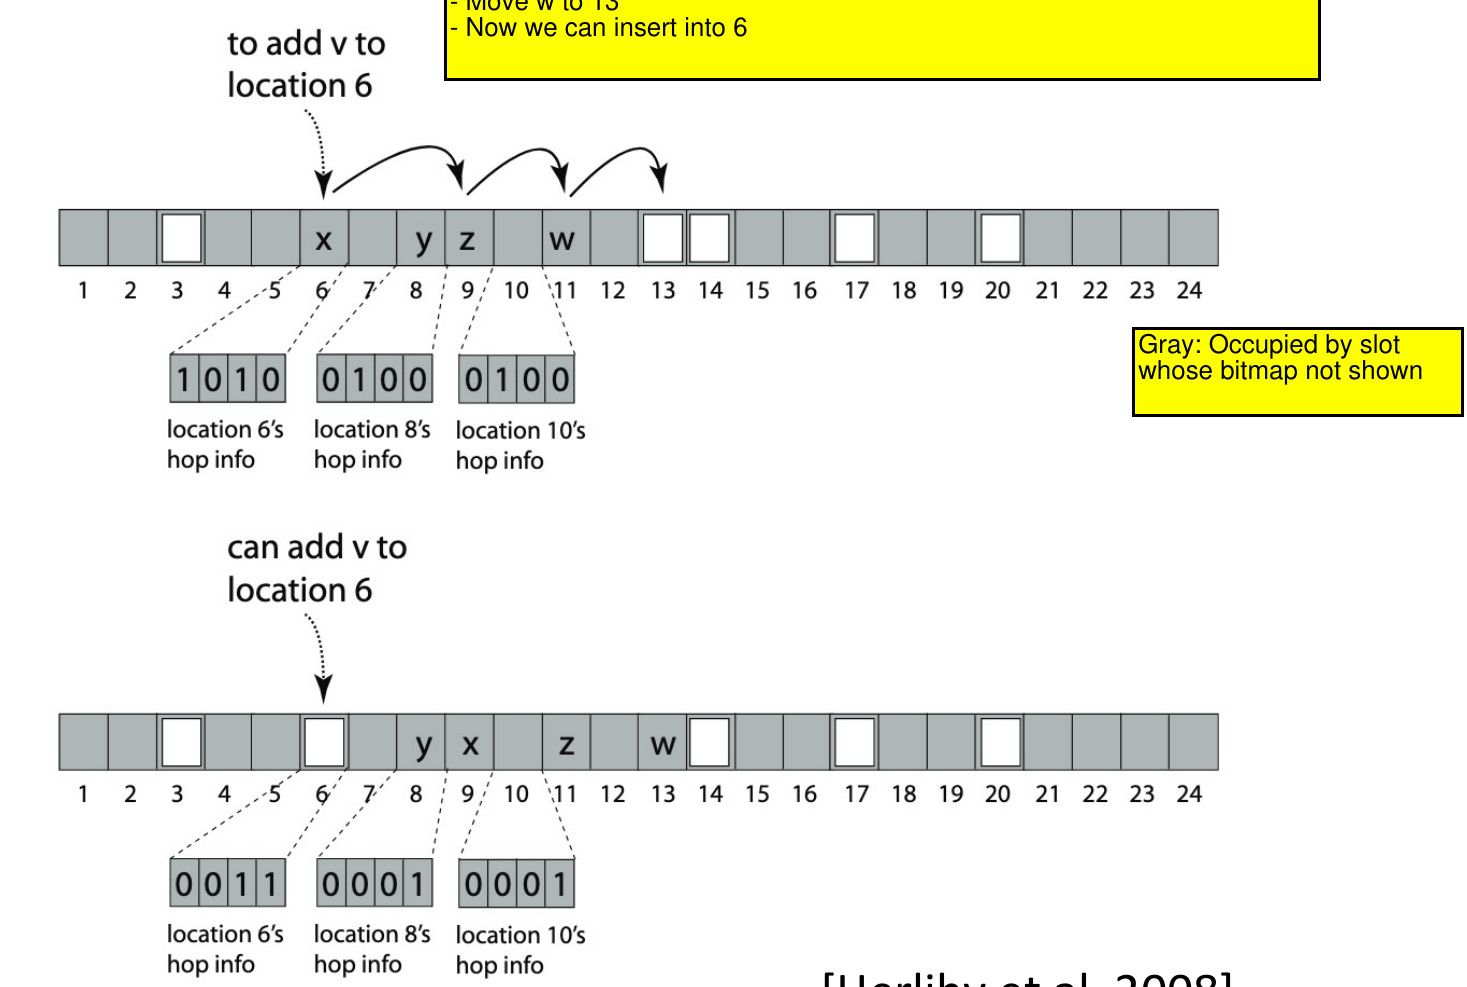 - Move w to 13
- Now we can insert into 6
to add v to
location 6
x y z w
1 2 3 4 5 6 7 8 9 10 11 12 13 14 15 16 17 18 19 20 21 22 23 24
Gray: Occupied by slot
whose bitmap not shown
1 0 1 0 0 1 0 0 0 1 0 0
location 6's location 8's location 10's
hop info hop info hop info
can add v to
location 6
y x z w
1 2 3 4 5 6 7 8 9 10 11 12 13 14 15 16 17 18 19 20 21 22 23 24
0 0 1 1 0 0 0 1 0 0 0 1
location 6's location 8's location 10's
hop info hop info hop info
[Herlihy et al. 2008]